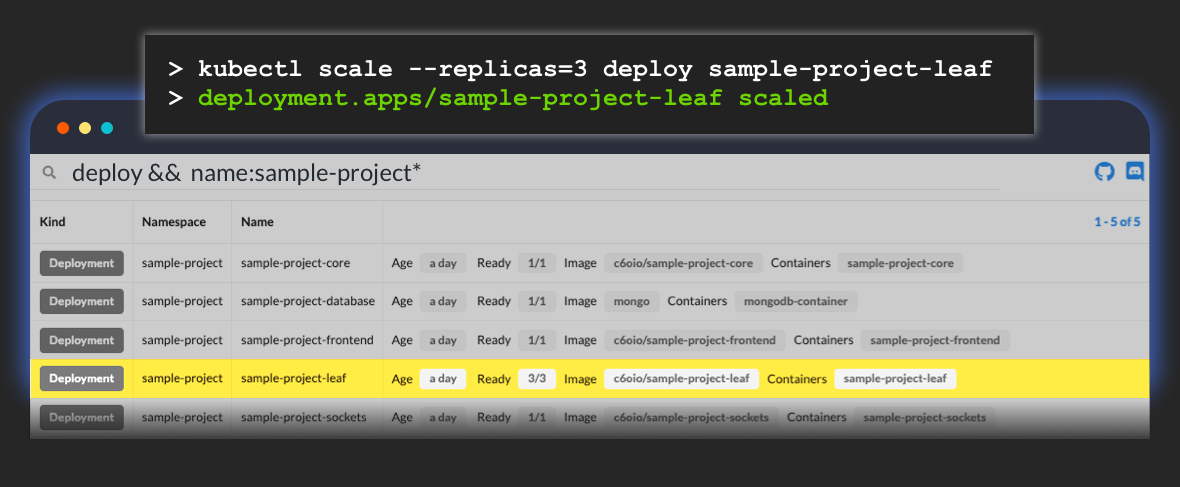 > kubectl scale --replicas=3 deploy sample-project-leaf
> deployment.apps/sample-project-leaf scaled
deploy && name:sample-project*
Kind Namespace Name 1 - 5 of 5
Deployment sample-project sample-project-core Age a day Ready 1/1 Image c6oio/sample-project-core Containers sample-project-core
Deployment sample-project sample-project-database Age a day Ready 1/1 Image mongo Containers mongodb-container
Deployment sample-project sample-project-frontend Age a day Ready 1/1 Image c6oio/sample-project-frontend Containers sample-project-frontend
Deployment sample-project sample-project-leaf Age a day Ready 3/3 Image c6oio/sample-project-leaf Containers sample-project-leaf
Deployment sample-project sample-project-sockets Age a day Ready 1/1 Image c6oio/sample-project-sockets Containers sample-project-sockets